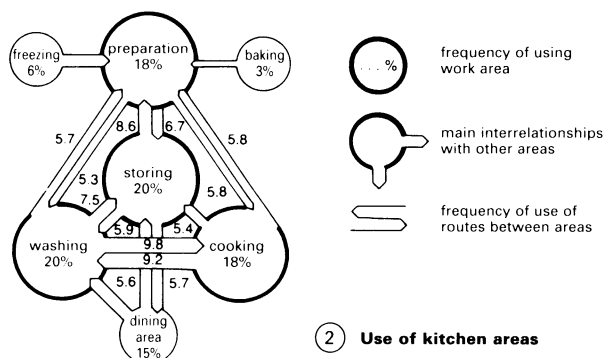 freezing
6%
preparation
18%
baking
3%
5.7
8.6
6.7
5.8
5.3
7.5
storing
20%
5.8
washing
20%
5.9
9.8
5.4
9.2
cooking
18%
5.6
5.7
dining
area
15%
. . . . %
frequency of using
work area
main interrelationships
with other areas
frequency of use of
routes between areas
2 Use of kitchen areas